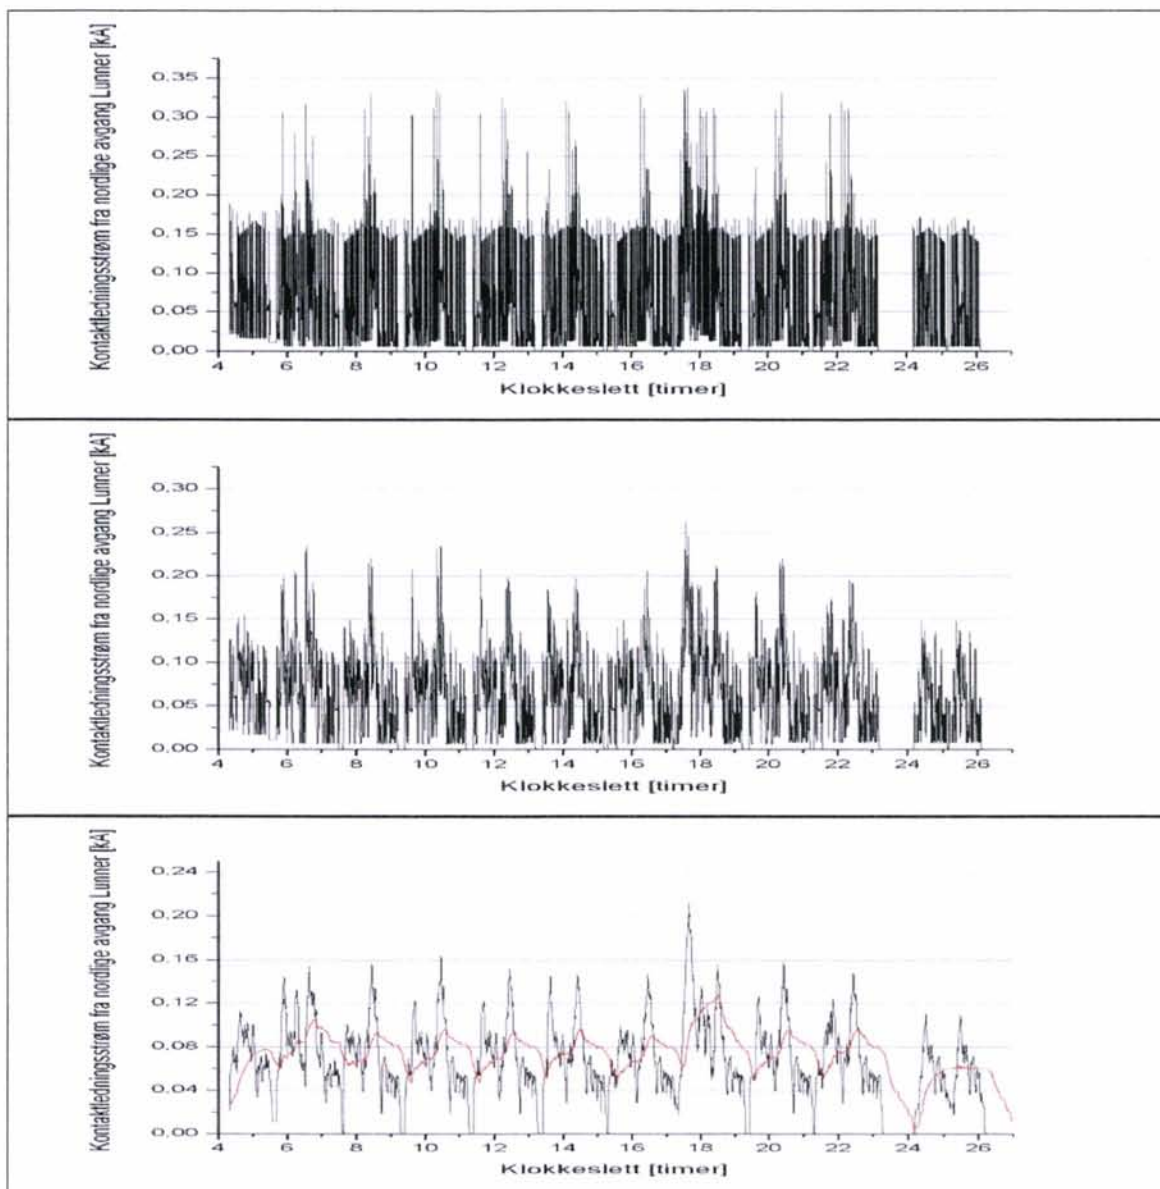 Kontaktledningsstrøm fra nordlige avgang Lunner [kA]
0,35
0,30
0,25
0,20
0,15
0,10
0,05
0,00
4 6 8 10 12 14 16 18 20 22 24 26
Klokkeslett [timer]
Kontaktledningsstrøm fra nordlige avgang Lunner [kA]
0,30
0,25
0,20
0,15
0,10
0,05
0,00
4 6 8 10 12 14 16 18 20 22 24 26
Klokkeslett [timer]
Kontaktledningsstrøm fra nordlige avgang Lunner [kA]
0,24
0,20
0,16
0,12
0,08
0,04
0,00
4 6 8 10 12 14 16 18 20 22 24 26
Klokkeslett [timer]